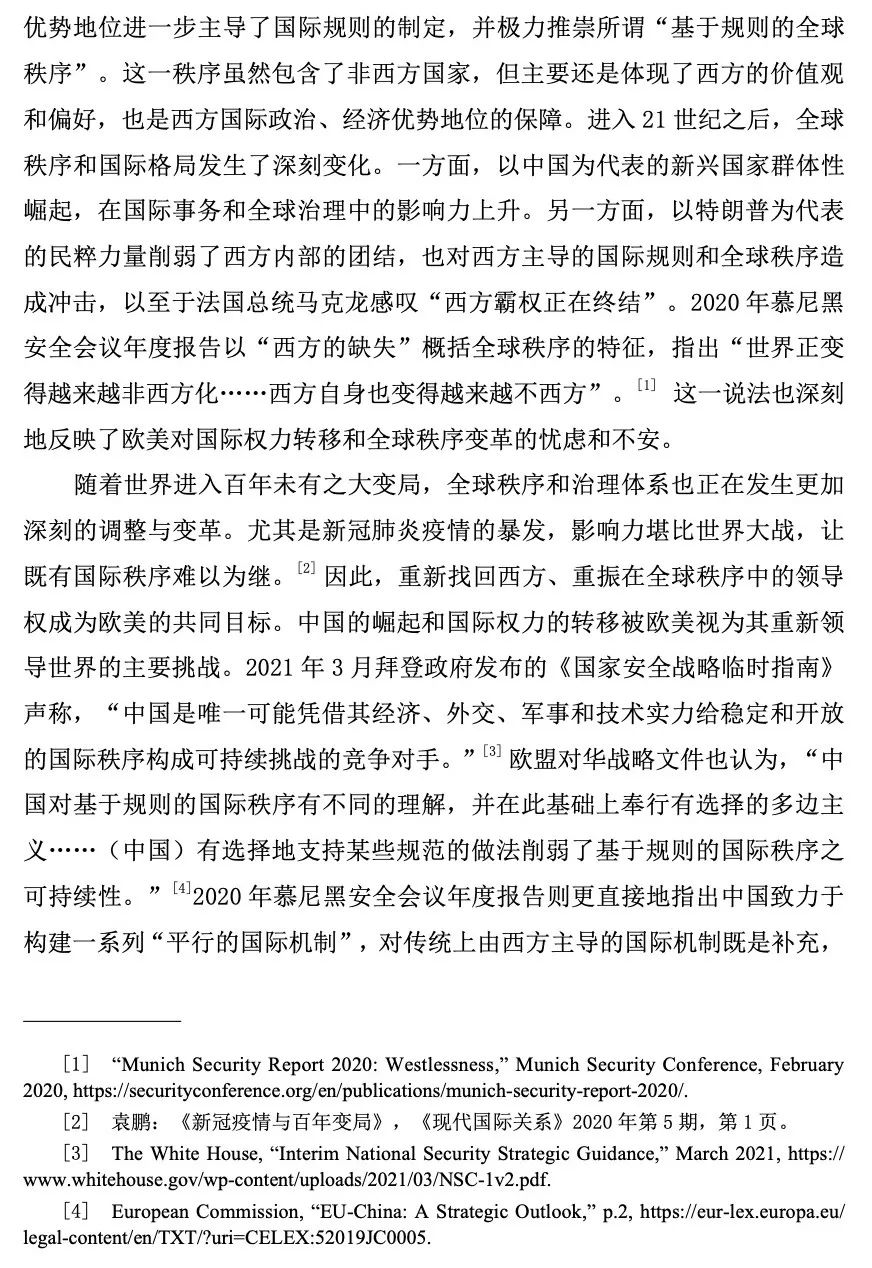 优势地位进一步主导了国际规则的制定，并极力推崇所谓“基于规则的全球
秩序”。这一秩序虽然包含了非西方国家，但主要还是体现了西方的价值观
和偏好，也是西方国际政治、经济优势地位的保障。进入 21 世纪之后，全球
秩序和国际格局发生了深刻变化。一方面，以中国为代表的新兴国家群体性
崛起，在国际事务和全球治理中的影响力上升。另一方面，以特朗普为代表
的民粹力量削弱了西方内部的团结，也对西方主导的国际规则和全球秩序造
成冲击，以至于法国总统马克龙感叹“西方霸权正在终结”。2020 年慕尼黑
安全会议年度报告以“西方的缺失”概括全球秩序的特征，指出“世界正变
得越来越非西方化……西方自身也变得越来越不西方”。[1] 这一说法也深刻
地反映了欧美对国际权力转移和全球秩序变革的忧虑和不安。
随着世界进入百年未有之大变局，全球秩序和治理体系也正在发生更加
深刻的调整与变革。尤其是新冠肺炎疫情的暴发，影响力堪比世界大战，让
既有国际秩序难以为继。[2] 因此，重新找回西方、重振在全球秩序中的领导
权成为欧美的共同目标。中国的崛起和国际权力的转移被欧美视为其重新领
导世界的主要挑战。2021 年 3 月拜登政府发布的《国家安全战略临时指南》
声称，“中国是唯一可能凭借其经济、外交、军事和技术实力给稳定和开放
的国际秩序构成可持续挑战的竞争对手。”[3] 欧盟对华战略文件也认为，“中
国对基于规则的国际秩序有不同的理解，并在此基础上奉行有选择的多边主
义……（中国）有选择地支持某些规范的做法削弱了基于规则的国际秩序之
可持续性。”[4]2020 年慕尼黑安全会议年度报告则更直接地指出中国致力于
构建一系列“平行的国际机制”，对传统上由西方主导的国际机制既是补充，
[1] “Munich Security Report 2020: Westlessness,” Munich Security Conference, February
2020, https://securityconference.org/en/publications/munich-security-report-2020/.
[2] 袁鹏：《新冠疫情与百年变局》，《现代国际关系》2020 年第 5 期，第 1 页。
[3] The White House, “Interim National Security Strategic Guidance,” March 2021, https://
www.whitehouse.gov/wp-content/uploads/2021/03/NSC-1v2.pdf.
[4] European Commission, “EU-China: A Strategic Outlook,” p.2, https://eur-lex.europa.eu/
legal-content/en/TXT/?uri=CELEX:52019JC0005.